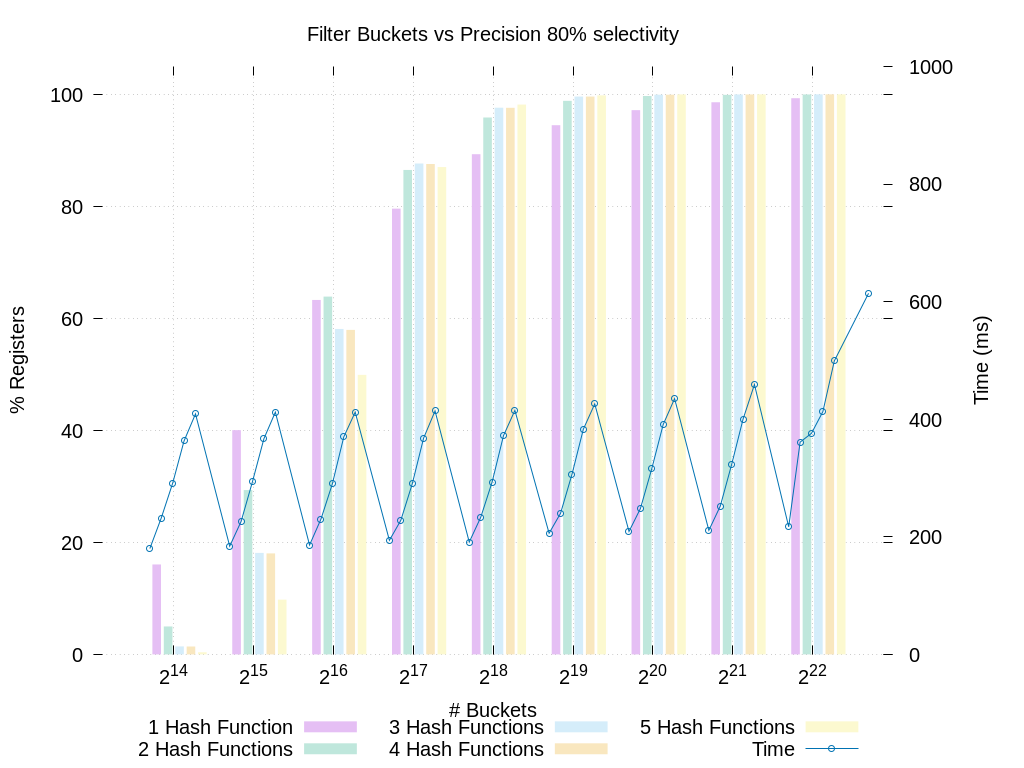 Filter Buckets vs Precision 80% selectivity
1000
100
800
80
600
60
% Registers
Time (ms)
400
40
200
20
0
0
2^14 2^15 2^16 2^17 2^18 2^19 2^20 2^21 2^22
# Buckets
1 Hash Function 3 Hash Functions 5 Hash Functions
2 Hash Functions 4 Hash Functions Time